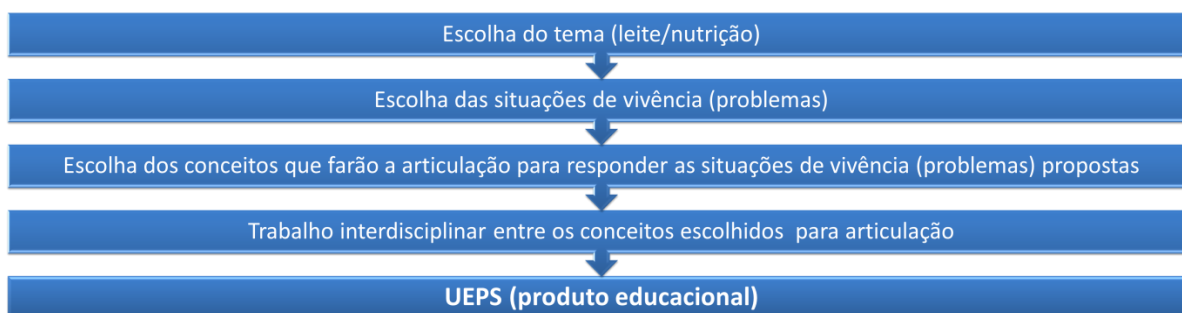 Escolha do tema (leite/nutrição)
Escolha das situações de vivência (problemas)
Escolha dos conceitos que farão a articulação para responder as situações de vivência (problemas) propostas
Trabalho interdisciplinar entre os conceitos escolhidos para articulação
UEPS (produto educacional)